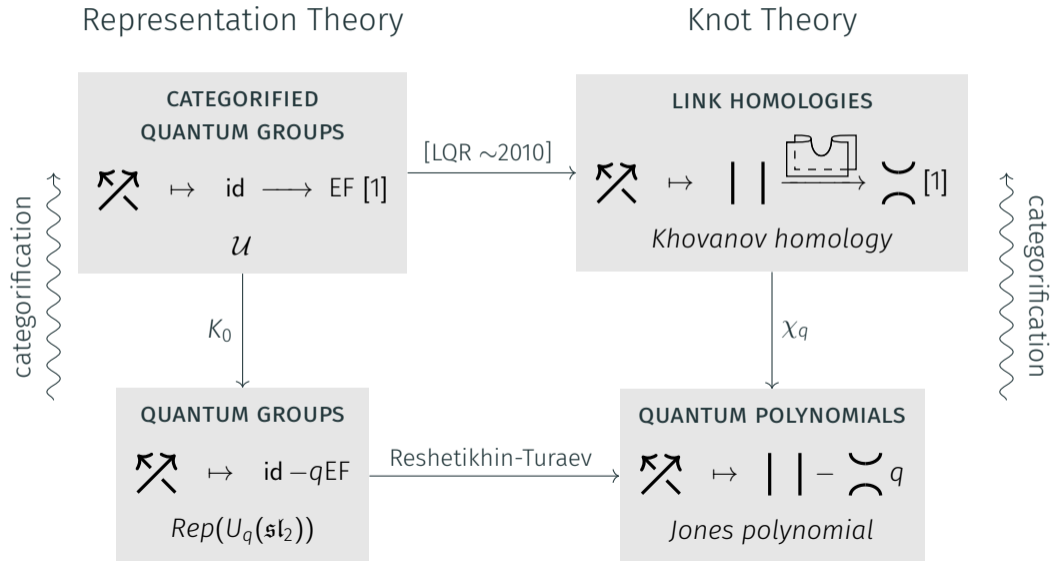 Representation Theory
Knot Theory
CATEGORIFIED
QUANTUM GROUPS
↦ id ⟶ EF [1]
𝒰
[LQR ~2010]
LINK HOMOLOGIES
↦ [1]
Khovanov homology
categorification
categorification
K₀
χq
QUANTUM GROUPS
↦ id −qEF
Rep(U_q(𝔰𝔩₂))
Reshetikhin-Turaev
QUANTUM POLYNOMIALS
↦ − q
Jones polynomial